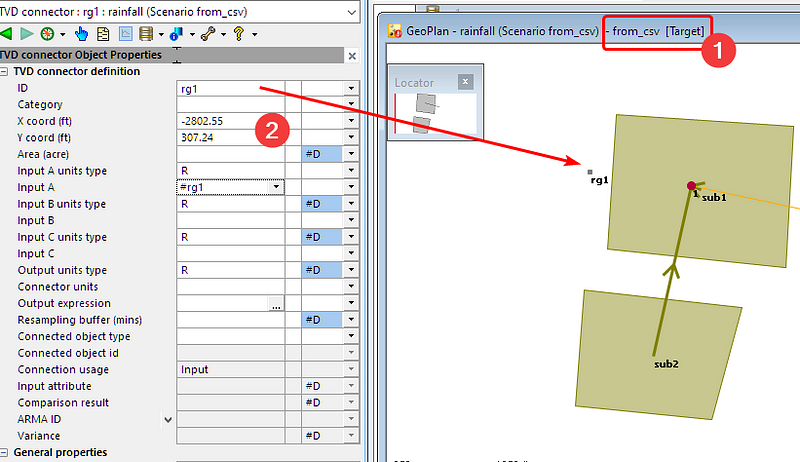 TVD connector : rg1 : rainfall (Scenario from_csv)
TVD connector Object Properties
TVD connector definition
ID rg1
Category
X coord (ft) -2802.55
Y coord (ft) 307.24
Area (acre) #D
Input A units type R
Input A #rg1
Input B units type R #D
Input B
Input C units type R #D
Input C
Output units type R #D
Connector units
Output expression ...
Resampling buffer (mins) #D
Connected object type
Connected object id
Connection usage Input
Input attribute #D
Comparison result #D
ARMA ID
Variance #D
General properties
2
GeoPlan - rainfall (Scenario from_csv) - from_csv [Target]
1
Locator
rg1
1
sub1
sub2